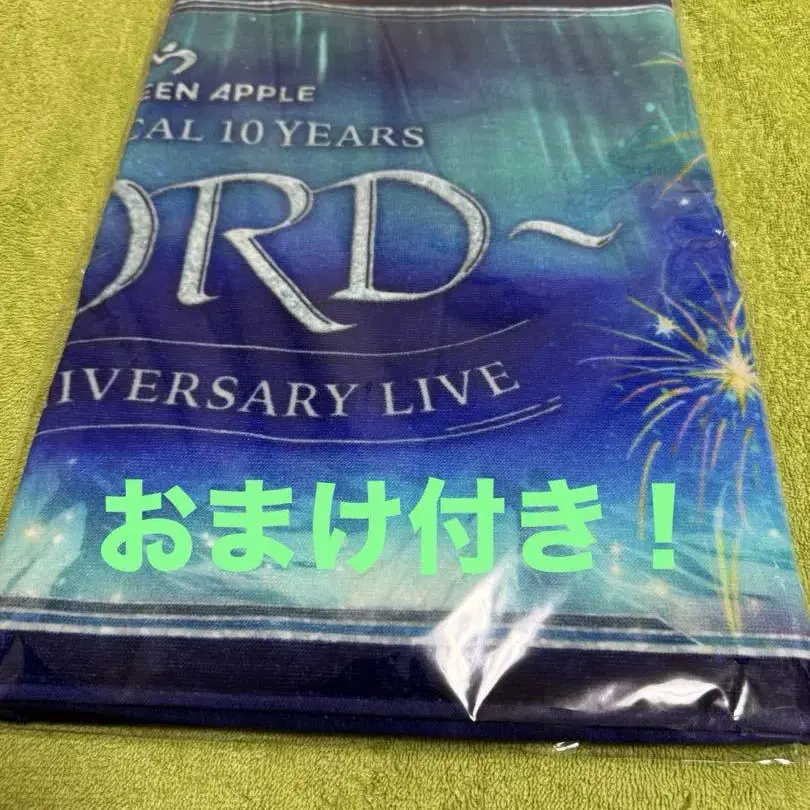 EEN APPLE
CAL 10 YEARS
ORD~
IVERSARY LIVE
おまけ付き！